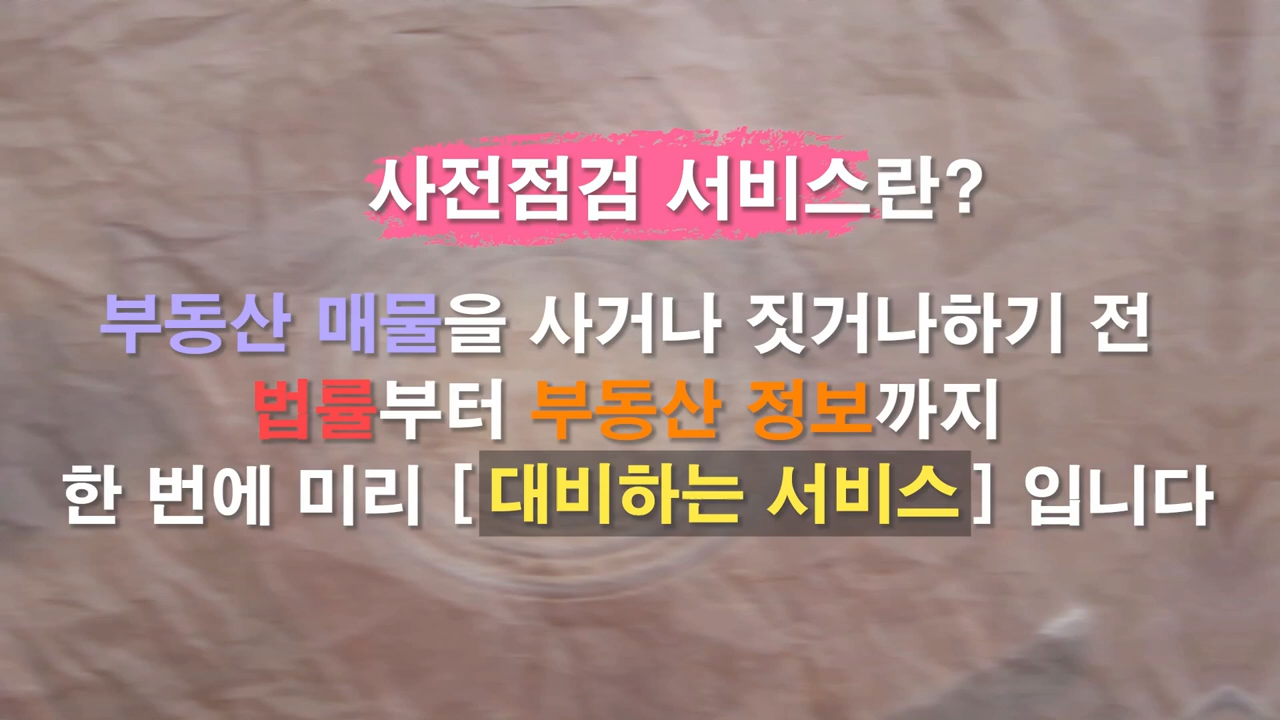 사전점검 서비스란?
부동산 매물을 사거나 짓거나하기 전
법률부터 부동산 정보까지
한 번에 미리 [대비하는 서비스] 입니다